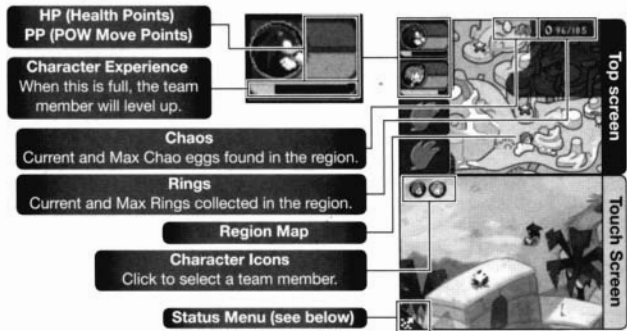 HP (Health Points)
PP (POW Move Points)
Character Experience
When this is full, the team
member will level up.
Chaos
Current and Max Chao eggs found in the region.
Rings
Current and Max Rings collected in the region.
Region Map
Character Icons
Click to select a team member.
Status Menu (see below)
96/185
Top screen
Touch Screen